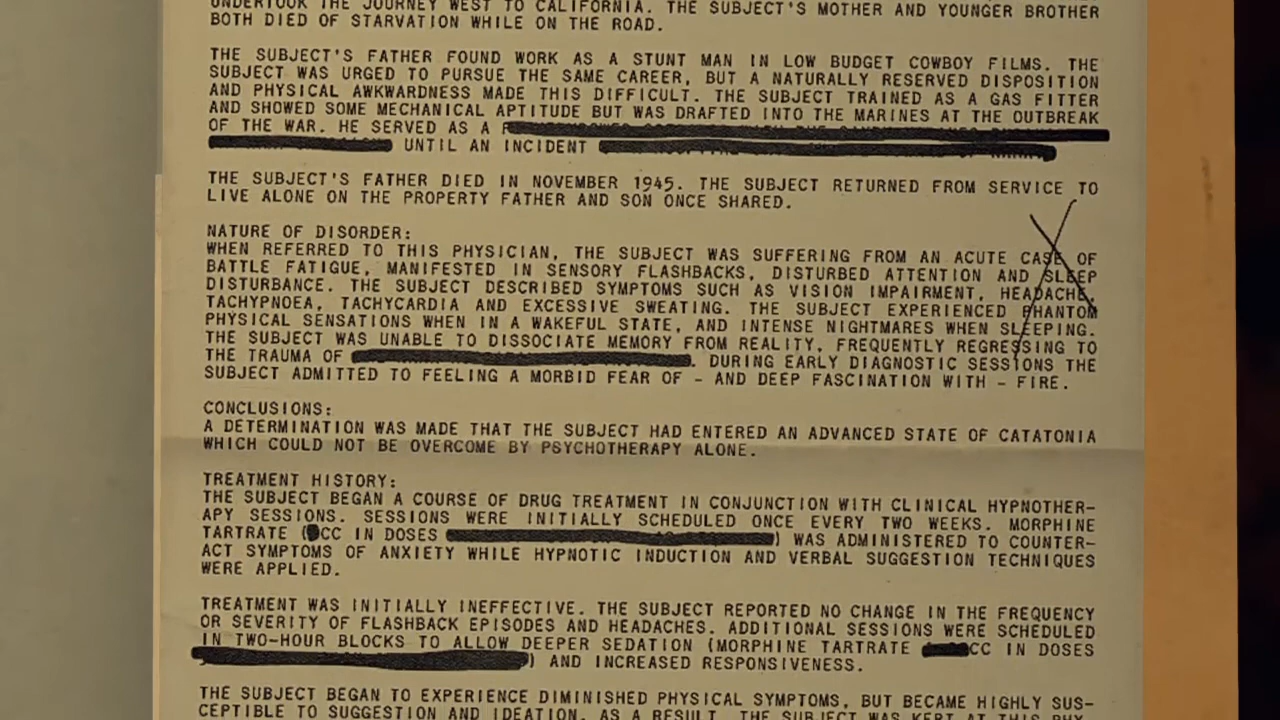 UNDERTOOK THE JOURNEY WEST TO CALIFORNIA. THE SUBJECT'S MOTHER AND YOUNGER BROTHER
BOTH DIED OF STARVATION WHILE ON THE ROAD.
THE SUBJECT'S FATHER FOUND WORK AS A STUNT MAN IN LOW BUDGET COWBOY FILMS. THE
SUBJECT WAS URGED TO PURSUE THE SAME CAREER, BUT A NATURALLY RESERVED DISPOSITION
AND PHYSICAL AWKWARDNESS MADE THIS DIFFICULT. THE SUBJECT TRAINED AS A GAS FITTER
AND SHOWED SOME MECHANICAL APTITUDE BUT WAS DRAFTED INTO THE MARINES AT THE OUTBREAK
OF THE WAR. HE SERVED AS A
UNTIL AN INCIDENT
THE SUBJECT'S FATHER DIED IN NOVEMBER 1945. THE SUBJECT RETURNED FROM SERVICE TO
LIVE ALONE ON THE PROPERTY FATHER AND SON ONCE SHARED.
NATURE OF DISORDER:
WHEN REFERRED TO THIS PHYSICIAN, THE SUBJECT WAS SUFFERING FROM AN ACUTE CASE OF
BATTLE FATIGUE, MANIFESTED IN SENSORY FLASHBACKS, DISTURBED ATTENTION AND SLEEP
DISTURBANCE. THE SUBJECT DESCRIBED SYMPTOMS SUCH AS VISION IMPAIRMENT, HEADACHE,
TACHYPNOEA, TACHYCARDIA AND EXCESSIVE SWEATING. THE SUBJECT EXPERIENCED PHANTOM
PHYSICAL SENSATIONS WHEN IN A WAKEFUL STATE, AND INTENSE NIGHTMARES WHEN SLEEPING.
THE SUBJECT WAS UNABLE TO DISSOCIATE MEMORY FROM REALITY, FREQUENTLY REGRESSING TO
THE TRAUMA OF . DURING EARLY DIAGNOSTIC SESSIONS THE
SUBJECT ADMITTED TO FEELING A MORBID FEAR OF - AND DEEP FASCINATION WITH - FIRE.
CONCLUSIONS:
A DETERMINATION WAS MADE THAT THE SUBJECT HAD ENTERED AN ADVANCED STATE OF CATATONIA
WHICH COULD NOT BE OVERCOME BY PSYCHOTHERAPY ALONE.
TREATMENT HISTORY:
THE SUBJECT BEGAN A COURSE OF DRUG TREATMENT IN CONJUNCTION WITH CLINICAL HYPNOTHER-
APY SESSIONS. SESSIONS WERE INITIALLY SCHEDULED ONCE EVERY TWO WEEKS. MORPHINE
TARTRATE ( CC IN DOSES ) WAS ADMINISTERED TO COUNTER-
ACT SYMPTOMS OF ANXIETY WHILE HYPNOTIC INDUCTION AND VERBAL SUGGESTION TECHNIQUES
WERE APPLIED.
TREATMENT WAS INITIALLY INEFFECTIVE. THE SUBJECT REPORTED NO CHANGE IN THE FREQUENCY
OR SEVERITY OF FLASHBACK EPISODES AND HEADACHES. ADDITIONAL SESSIONS WERE SCHEDULED
IN TWO-HOUR BLOCKS TO ALLOW DEEPER SEDATION (MORPHINE TARTRATE CC IN DOSES
) AND INCREASED RESPONSIVENESS.
THE SUBJECT BEGAN TO EXPERIENCE DIMINISHED PHYSICAL SYMPTOMS, BUT BECAME HIGHLY SUS-
CEPTIBLE TO SUGGESTION AND IDEATION. AS A RESULT, THE SUBJECT WAS KEPT AT THIS PHY-